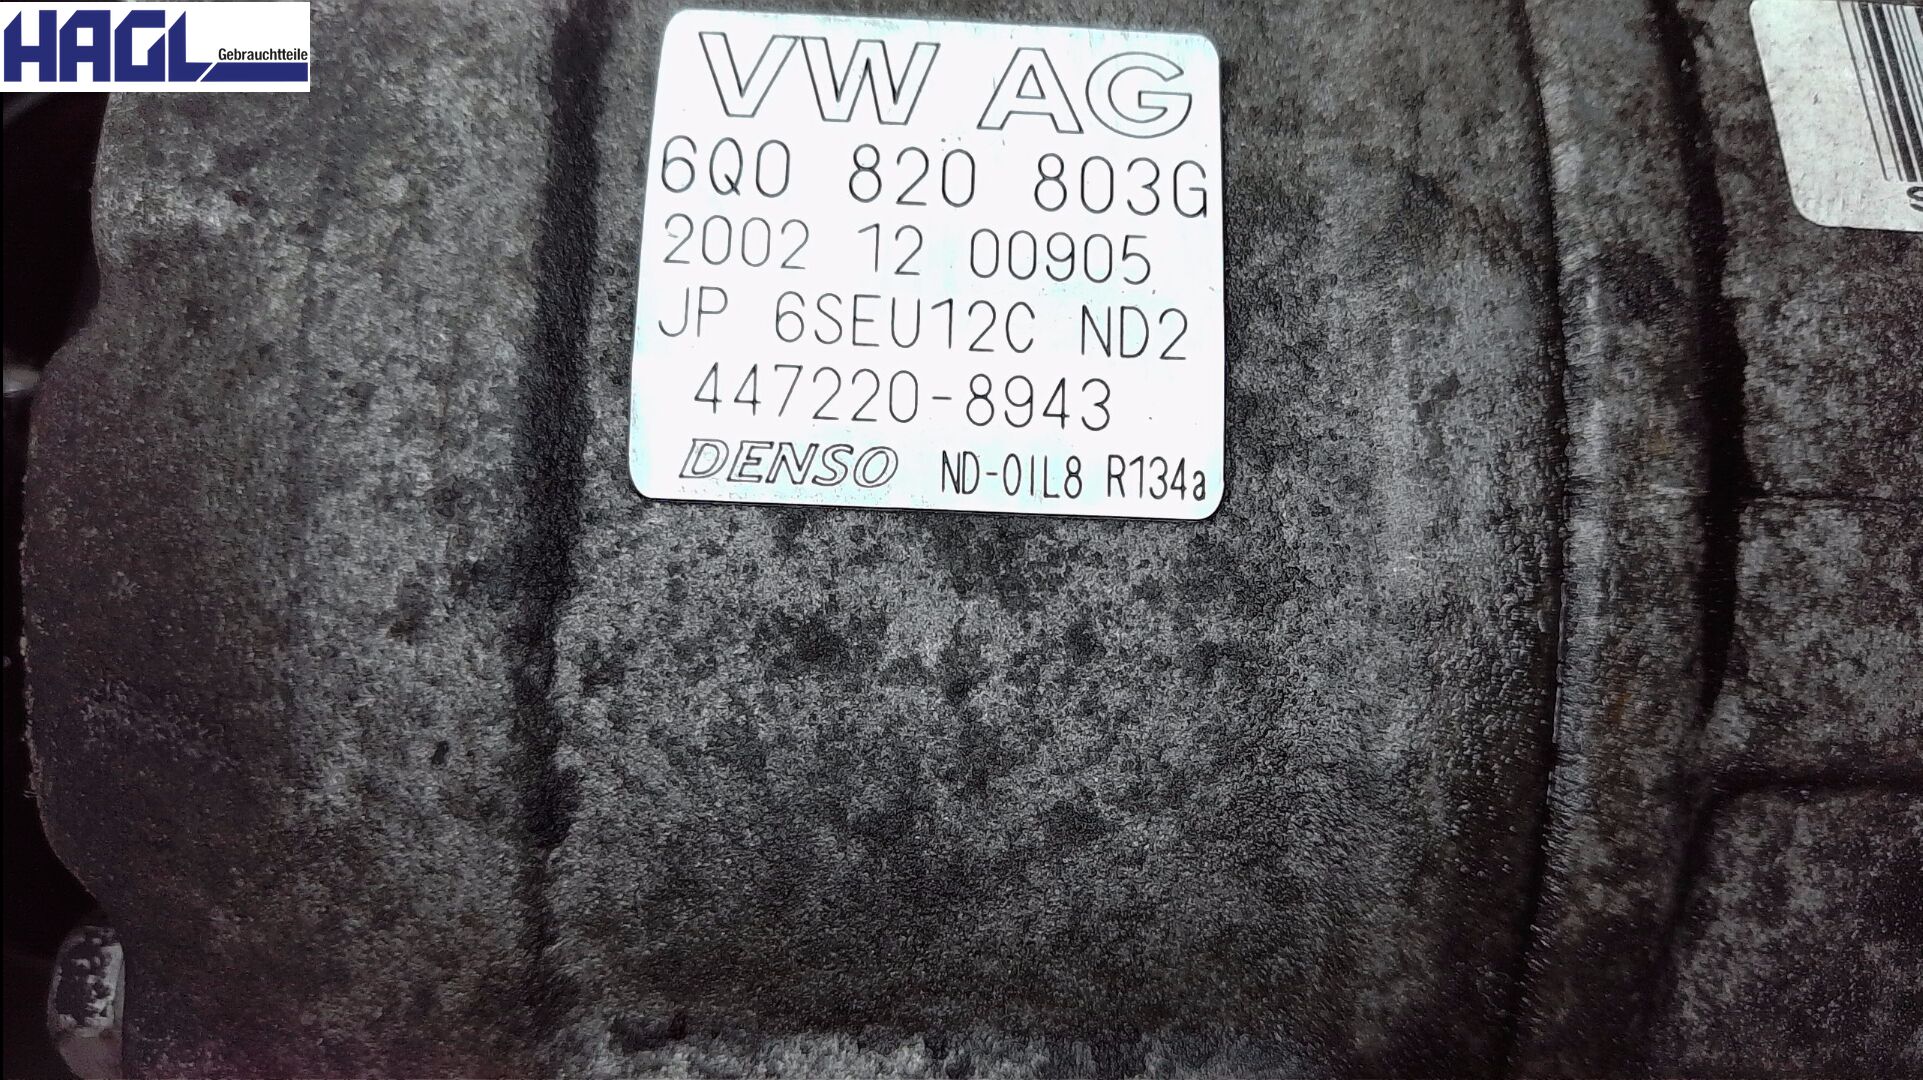 HAGL Gebrauchtteile
VW AG
6Q0 820 803G
2002 12 00905
JP 6SEU12C ND2
447220-8943
DENSO ND-OIL8 R134a